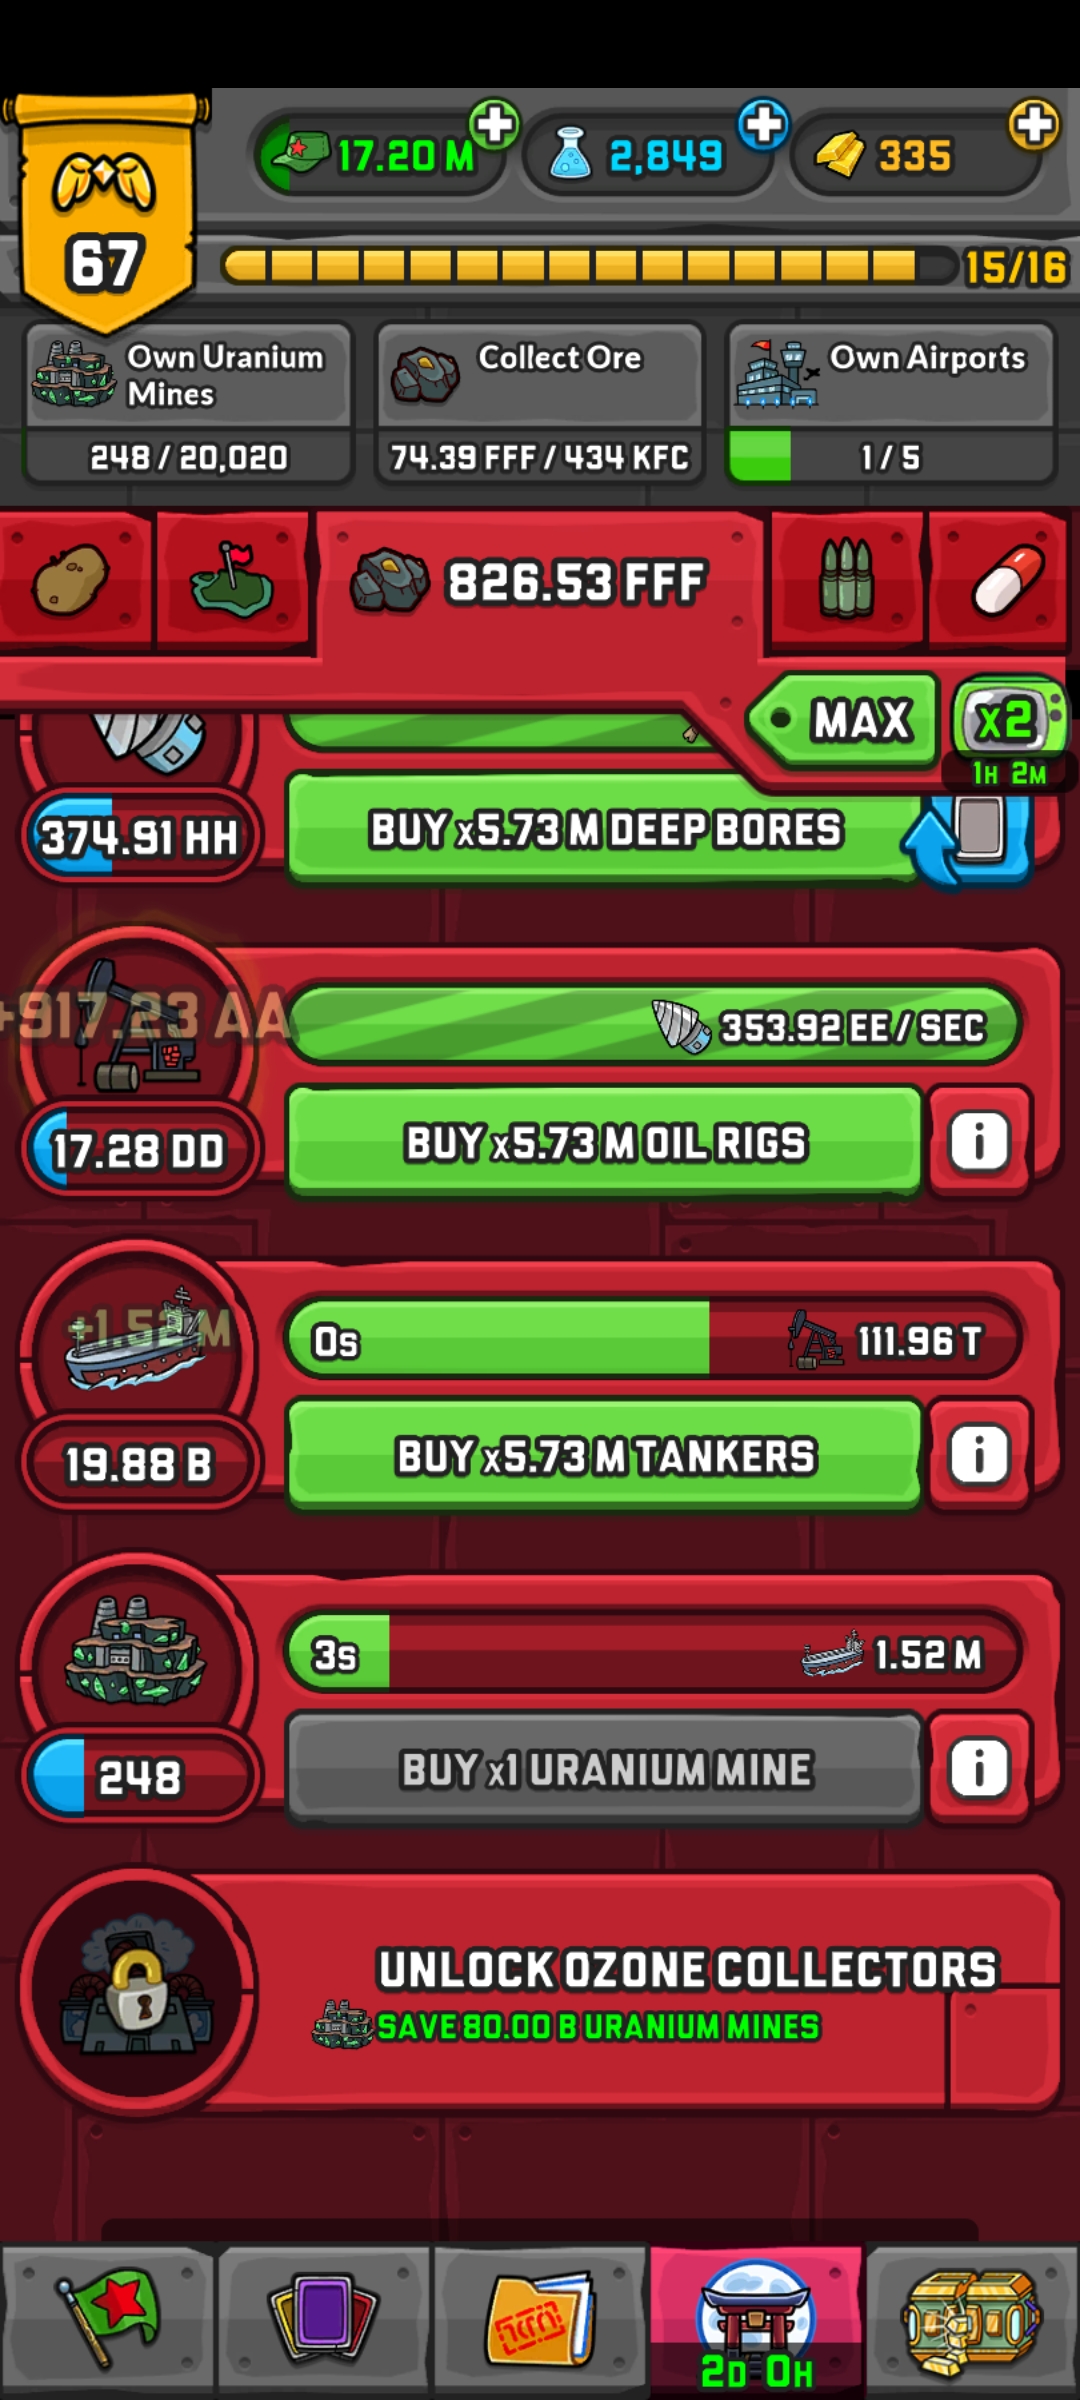 17.20 M
2,849
335
67
15/16
Own Uranium
Mines
248 / 20,020
Collect Ore
74.39 FFF / 434 KFC
Own Airports
1 / 5
826.53 FFF
MAX
x2
1H 2M
374.91 HH
BUY x5.73 M DEEP BORES
+917.23 AA
353.92 EE / SEC
17.28 DD
BUY x5.73 M OIL RIGS
i
+1.52 M
0s
111.96 T
19.88 B
BUY x5.73 M TANKERS
i
3s
1.52 M
248
BUY x1 URANIUM MINE
i
UNLOCK OZONE COLLECTORS
SAVE 80.00 B URANIUM MINES
2D 0H